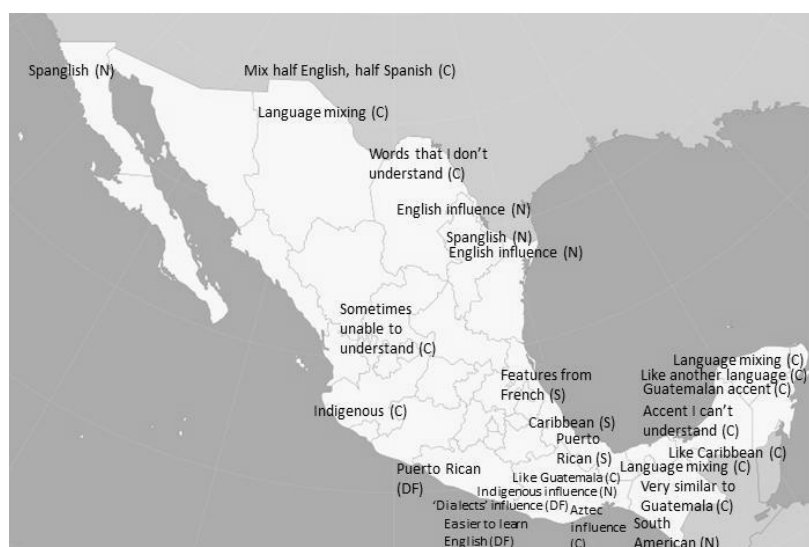 Spanglish (N)
Mix half English, half Spanish (C)
Language mixing (C)
Words that I don't
understand (C)
English influence (N)
Spanglish (N)
English influence (N)
Sometimes
unable to
understand (C)
Indigenous (C)
Features from
French (S)
Caribbean (S)
Puerto
Rican (S)
Puerto Rican
(DF)
Like Guatemala (C)
Indigenous influence (N)
'Dialects' influence (DF)
Easier to learn
English (DF)
Aztec
influence
(C)
Language mixing (C)
Like another language (C)
Guatemalan accent (C)
Accent I can't
understand (C)
Like Caribbean (C)
Language mixing (C)
Very similar to
Guatemala (C)
South
American (N)